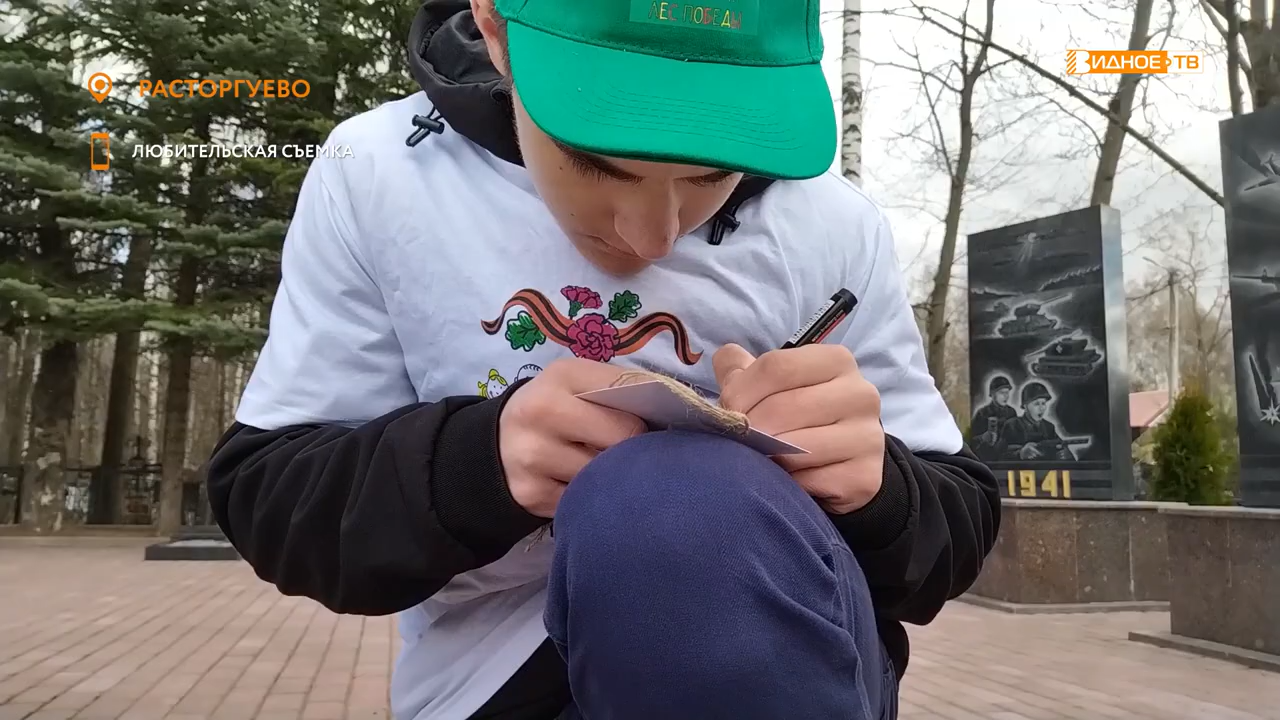 ЛЕС ПОБЕДЫ
РАСТОРГУЕВО
ВИДНОЕ ТВ
ЛЮБИТЕЛЬСКАЯ СЪЕМКА
1941